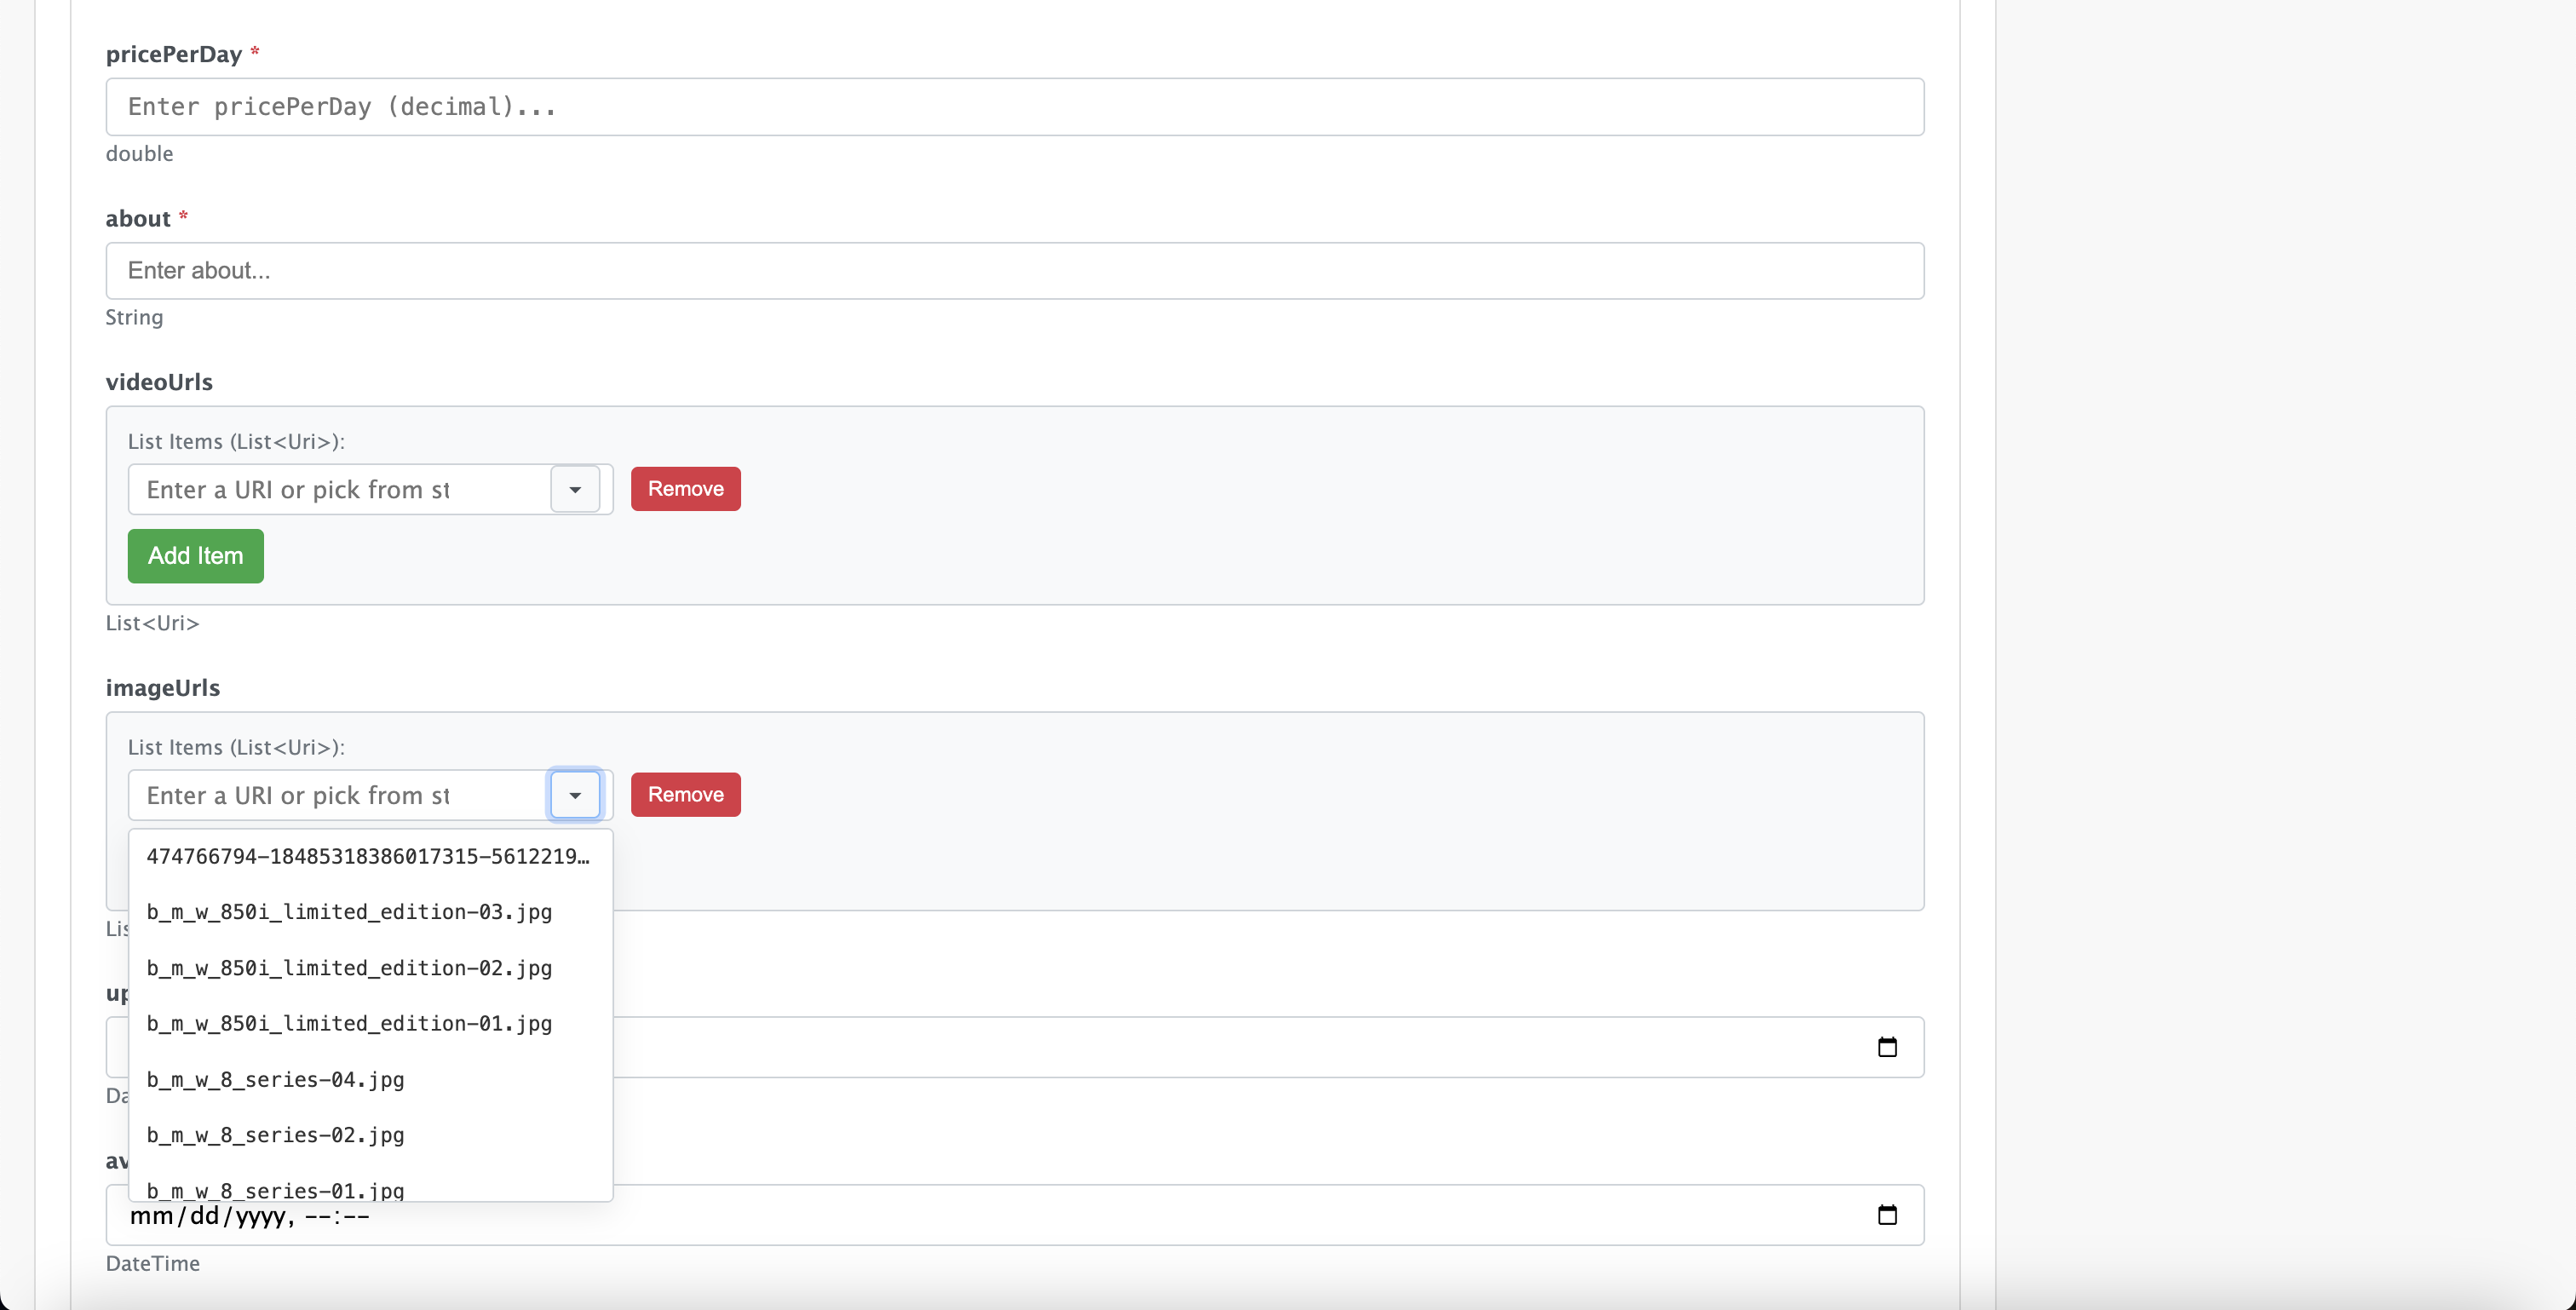 pricePerDay *
Enter pricePerDay (decimal)...
double
about *
Enter about...
String
videoUrls
List Items (List<Uri>):
Enter a URI or pick from st
Remove
Add Item
List<Uri>
imageUrls
List Items (List<Uri>):
Enter a URI or pick from st
Remove
474766794-18485318386017315-5612219…
b_m_w_850i_limited_edition-03.jpg
Lis
b_m_w_850i_limited_edition-02.jpg
up
b_m_w_850i_limited_edition-01.jpg
b_m_w_8_series-04.jpg
Da
b_m_w_8_series-02.jpg
av
b_m_w_8_series-01.jpg
mm/dd/yyyy, --:--
DateTime